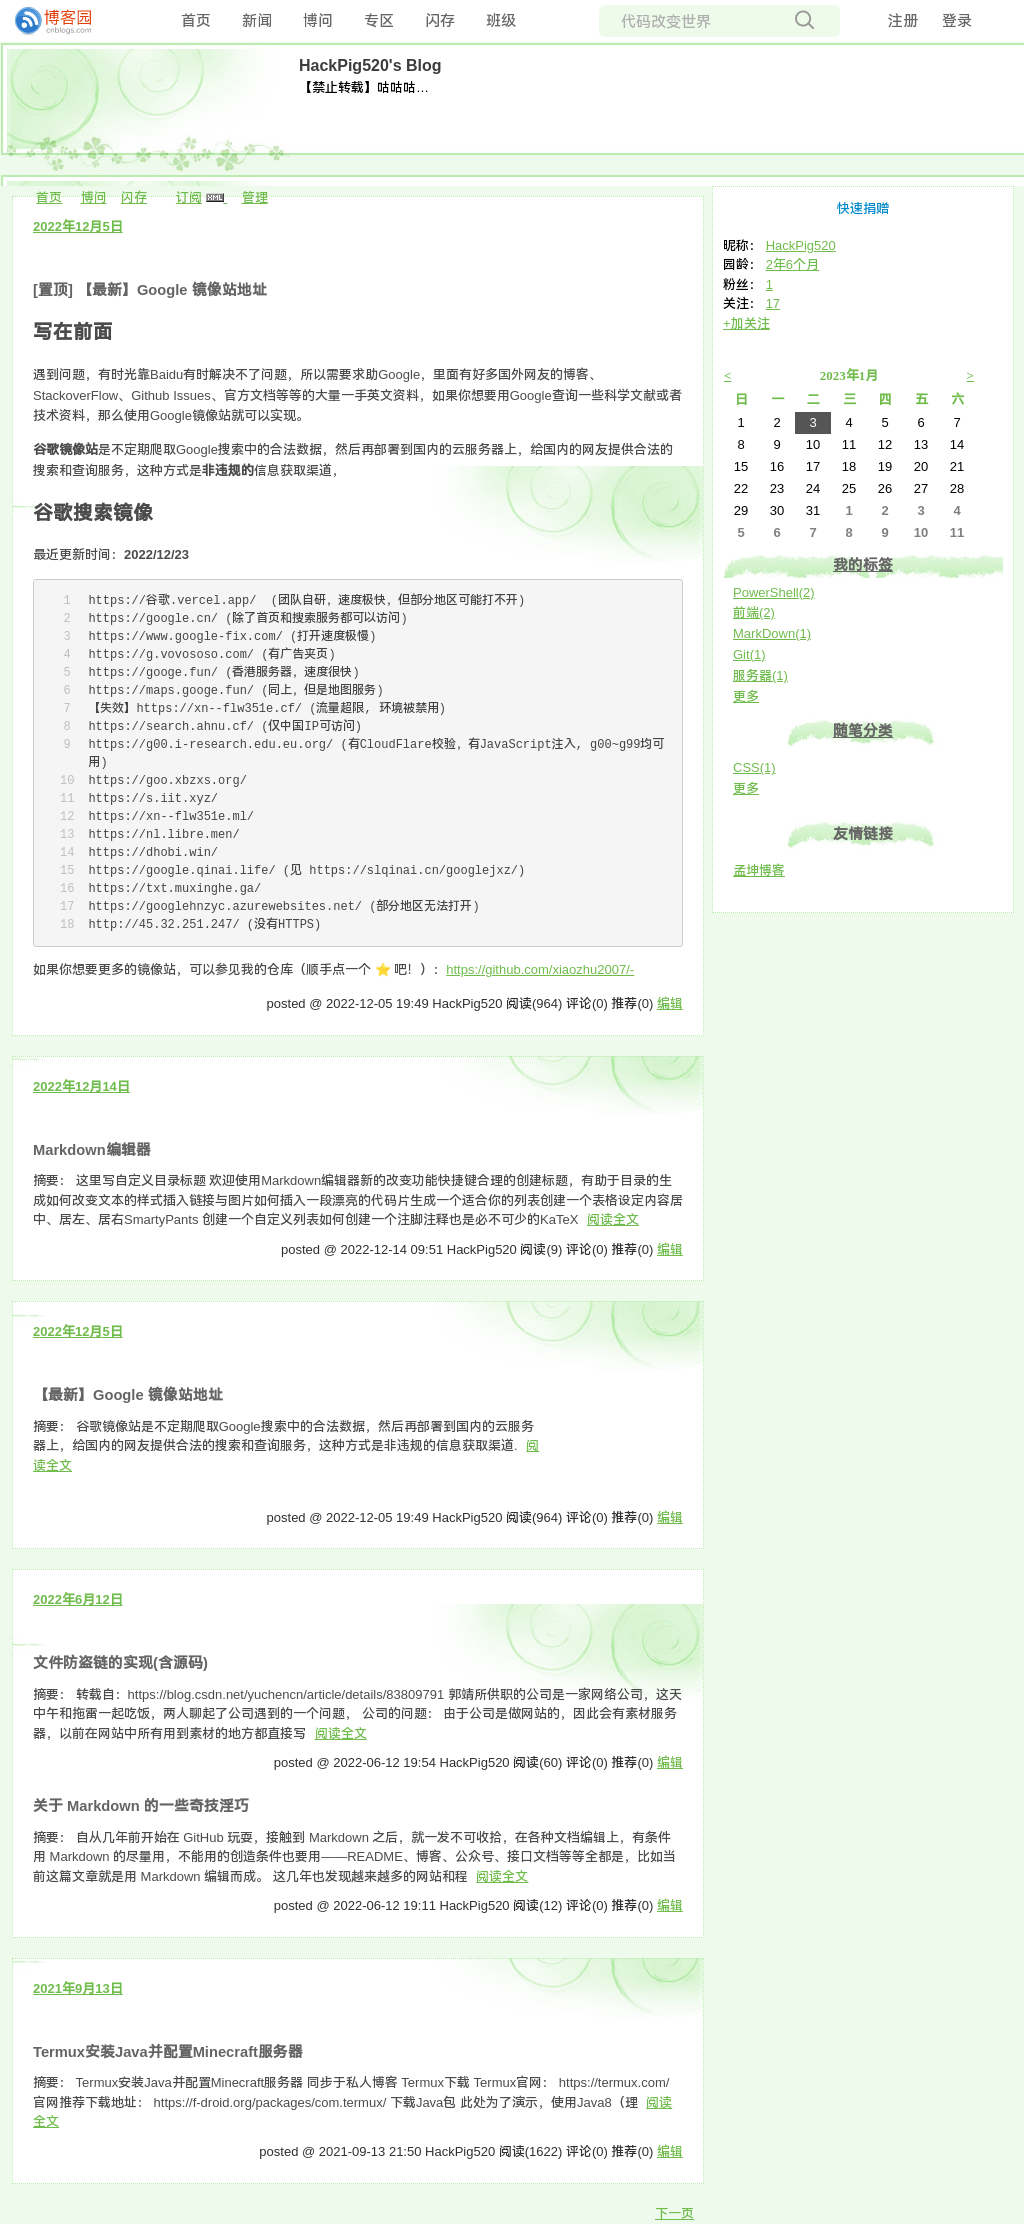 博客园
cnblogs.com
首页 新闻 博问 专区 闪存 班级 代码改变世界 注册 登录
HackPig520's Blog
【禁止转载】咕咕咕…
首页 博问 闪存 订阅 XML 管理
2022年12月5日
[置顶] 【最新】Google 镜像站地址
写在前面
遇到问题，有时光靠Baidu有时解决不了问题，所以需要求助Google，里面有好多国外网友的博客、
StackoverFlow、Github Issues、官方文档等等的大量一手英文资料，如果你想要用Google查询一些科学文献或者
技术资料，那么使用Google镜像站就可以实现。
谷歌镜像站是不定期爬取Google搜索中的合法数据，然后再部署到国内的云服务器上，给国内的网友提供合法的
搜索和查询服务，这种方式是非违规的信息获取渠道，
谷歌搜索镜像
最近更新时间：2022/12/23
1 https://谷歌.vercel.app/ (团队自研，速度极快，但部分地区可能打不开)
2 https://google.cn/ (除了首页和搜索服务都可以访问)
3 https://www.google-fix.com/ (打开速度极慢)
4 https://g.vovososo.com/ (有广告夹页)
5 https://googe.fun/ (香港服务器，速度很快)
6 https://maps.googe.fun/ (同上，但是地图服务)
7 【失效】https://xn--flw351e.cf/ (流量超限, 环境被禁用)
8 https://search.ahnu.cf/ (仅中国IP可访问)
9 https://g00.i-research.edu.eu.org/ (有CloudFlare校验，有JavaScript注入, g00~g99均可
用)
10 https://goo.xbzxs.org/
11 https://s.iit.xyz/
12 https://xn--flw351e.ml/
13 https://nl.libre.men/
14 https://dhobi.win/
15 https://google.qinai.life/ (见 https://slqinai.cn/googlejxz/)
16 https://txt.muxinghe.ga/
17 https://googlehnzyc.azurewebsites.net/ (部分地区无法打开)
18 http://45.32.251.247/ (没有HTTPS)
如果你想要更多的镜像站，可以参见我的仓库（顺手点一个 ⭐ 吧！）：https://github.com/xiaozhu2007/-
posted @ 2022-12-05 19:49 HackPig520 阅读(964) 评论(0) 推荐(0) 编辑
2022年12月14日
Markdown编辑器
摘要： 这里写自定义目录标题 欢迎使用Markdown编辑器新的改变功能快捷键合理的创建标题，有助于目录的生
成如何改变文本的样式插入链接与图片如何插入一段漂亮的代码片生成一个适合你的列表创建一个表格设定内容居
中、居左、居右SmartyPants 创建一个自定义列表如何创建一个注脚注释也是必不可少的KaTeX 阅读全文
posted @ 2022-12-14 09:51 HackPig520 阅读(9) 评论(0) 推荐(0) 编辑
2022年12月5日
【最新】Google 镜像站地址
摘要： 谷歌镜像站是不定期爬取Google搜索中的合法数据，然后再部署到国内的云服务
器上，给国内的网友提供合法的搜索和查询服务，这种方式是非违规的信息获取渠道. 阅
读全文
posted @ 2022-12-05 19:49 HackPig520 阅读(964) 评论(0) 推荐(0) 编辑
2022年6月12日
文件防盗链的实现(含源码)
摘要： 转载自：https://blog.csdn.net/yuchencn/article/details/83809791 郭靖所供职的公司是一家网络公司，这天
中午和拖雷一起吃饭，两人聊起了公司遇到的一个问题， 公司的问题： 由于公司是做网站的，因此会有素材服务
器，以前在网站中所有用到素材的地方都直接写 阅读全文
posted @ 2022-06-12 19:54 HackPig520 阅读(60) 评论(0) 推荐(0) 编辑
关于 Markdown 的一些奇技淫巧
摘要： 自从几年前开始在 GitHub 玩耍，接触到 Markdown 之后，就一发不可收拾，在各种文档编辑上，有条件
用 Markdown 的尽量用，不能用的创造条件也要用——README、博客、公众号、接口文档等等全都是，比如当
前这篇文章就是用 Markdown 编辑而成。 这几年也发现越来越多的网站和程 阅读全文
posted @ 2022-06-12 19:11 HackPig520 阅读(12) 评论(0) 推荐(0) 编辑
2021年9月13日
Termux安装Java并配置Minecraft服务器
摘要： Termux安装Java并配置Minecraft服务器 同步于私人博客 Termux下载 Termux官网： https://termux.com/
官网推荐下载地址： https://f-droid.org/packages/com.termux/ 下载Java包 此处为了演示，使用Java8（理 阅读
全文
posted @ 2021-09-13 21:50 HackPig520 阅读(1622) 评论(0) 推荐(0) 编辑
下一页
快速捐赠
昵称： HackPig520
园龄： 2年6个月
粉丝： 1
关注： 17
+加关注
< 2023年1月 >
日 一 二 三 四 五 六
1 2 3 4 5 6 7
8 9 10 11 12 13 14
15 16 17 18 19 20 21
22 23 24 25 26 27 28
29 30 31 1 2 3 4
5 6 7 8 9 10 11
我的标签
PowerShell(2)
前端(2)
MarkDown(1)
Git(1)
服务器(1)
更多
随笔分类
CSS(1)
更多
友情链接
孟坤博客